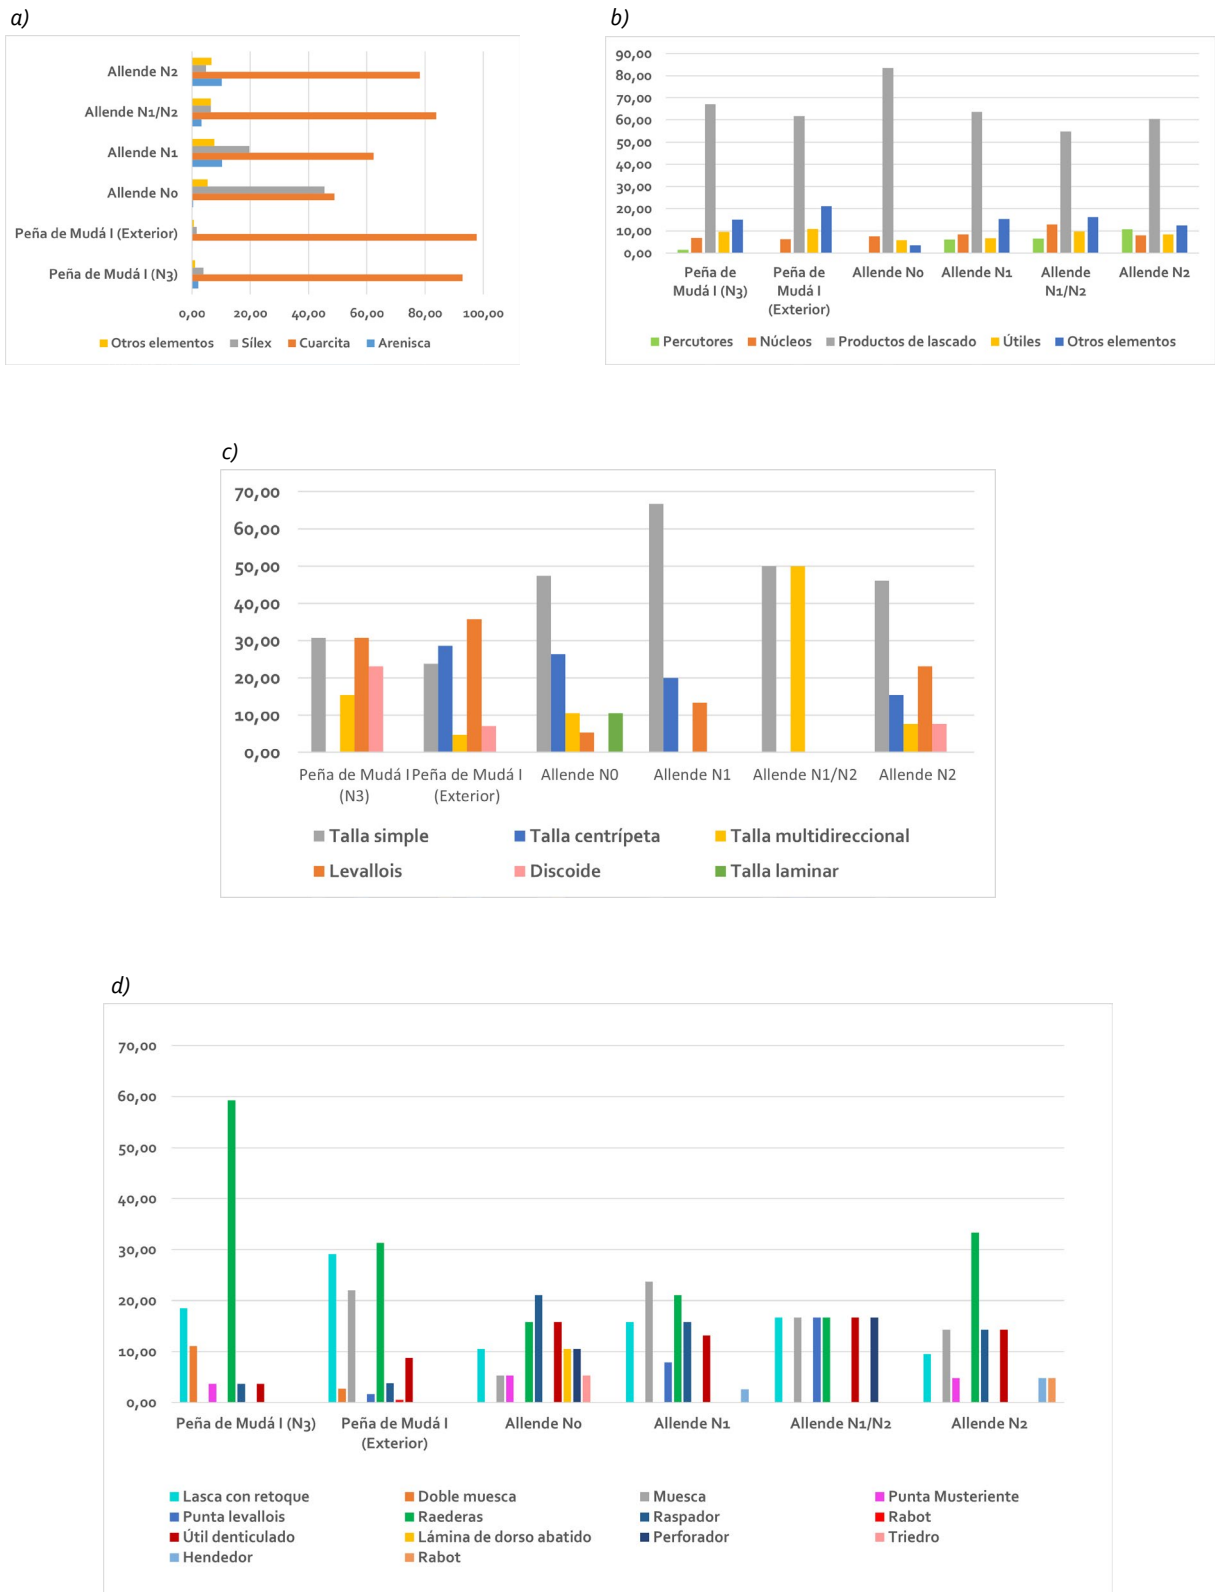 a)
Allende N2
Allende N1/N2
Allende N1
Allende N0
Peña de Mudá I (Exterior)
Peña de Mudá I (N3)
0,00 20,00 40,00 60,00 80,00 100,00
Otros elementos Sílex Cuarcita Arenisca
b)
90,00
80,00
70,00
60,00
50,00
40,00
30,00
20,00
10,00
0,00
Peña de Mudá I (N3) Peña de Mudá I (Exterior) Allende N0 Allende N1 Allende N1/N2 Allende N2
Percutores Núcleos Productos de lascado Útiles Otros elementos
c)
70,00
60,00
50,00
40,00
30,00
20,00
10,00
0,00
Peña de Mudá I (N3) Peña de Mudá I (Exterior) Allende N0 Allende N1 Allende N1/N2 Allende N2
Talla simple Talla centrípeta Talla multidireccional
Levallois Discoide Talla laminar
d)
70,00
60,00
50,00
40,00
30,00
20,00
10,00
0,00
Peña de Mudá I (N3) Peña de Mudá I (Exterior) Allende N0 Allende N1 Allende N1/N2 Allende N2
Lasca con retoque Doble muesca Muesca Punta Musteriente
Punta levallois Raederas Raspador Rabot
Útil denticulado Lámina de dorso abatido Perforador Triedro
Hendedor Rabot